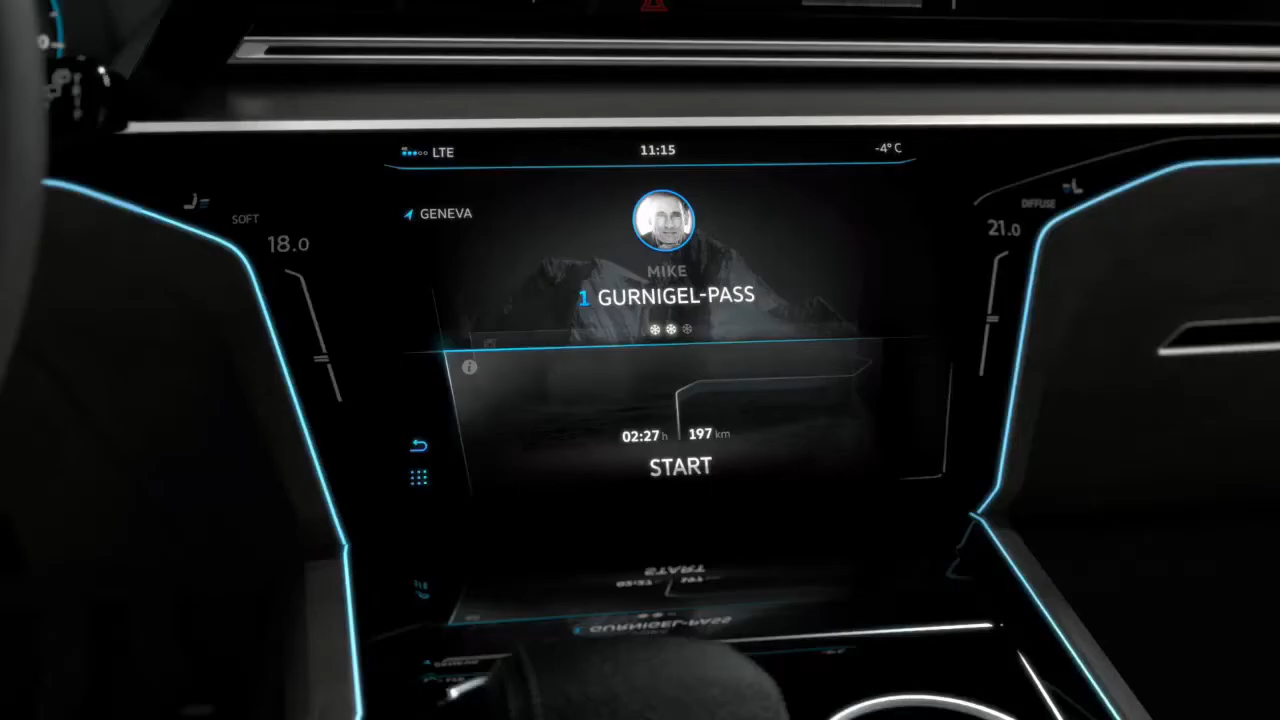 LTE
11:15
-4°C
GENEVA
SOFT
18.0
DIFFUSE
21.0
MIKE
1 GURNIGEL-PASS
02:27 h 197 km
START